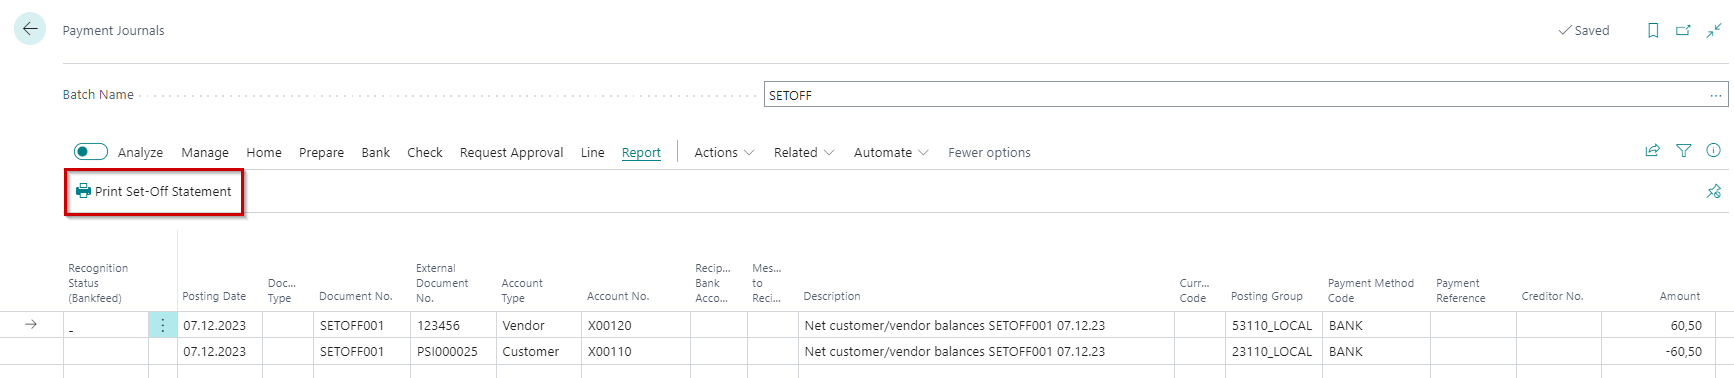 Payment Journals
Saved
Batch Name
SETOFF
...
Analyze Manage Home Prepare Bank Check Request Approval Line Report Actions Related Automate Fewer options
Print Set-Off Statement
Recognition Status (Bankfeed) Posting Date Doc... Type Document No. External Document No. Account Type Account No. Recip... Bank Acco... Mes... to Reci... Description Curr... Code Posting Group Payment Method Code Payment Reference Creditor No. Amount
_ 07.12.2023 SETOFF001 123456 Vendor X00120 Net customer/vendor balances SETOFF001 07.12.23 53110_LOCAL BANK 60,50
07.12.2023 SETOFF001 PSI000025 Customer X00110 Net customer/vendor balances SETOFF001 07.12.23 23110_LOCAL BANK -60,50